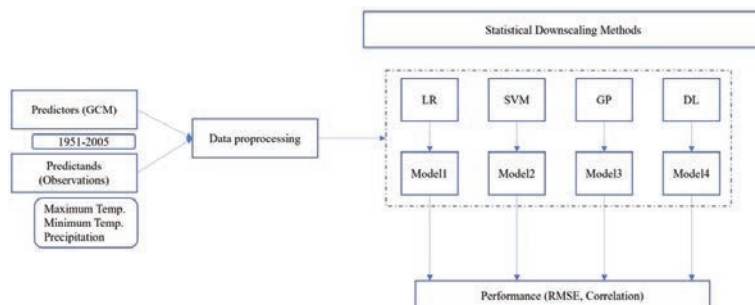 Statistical Downscaling Methods
Predictors (GCM)
1951-2005
Predictands
(Observations)
Maximum Temp.
Minimum Temp.
Precipitation
Data proprocessing
LR
SVM
GP
DL
Model1
Model2
Model3
Model4
Performance (RMSE, Correlation)